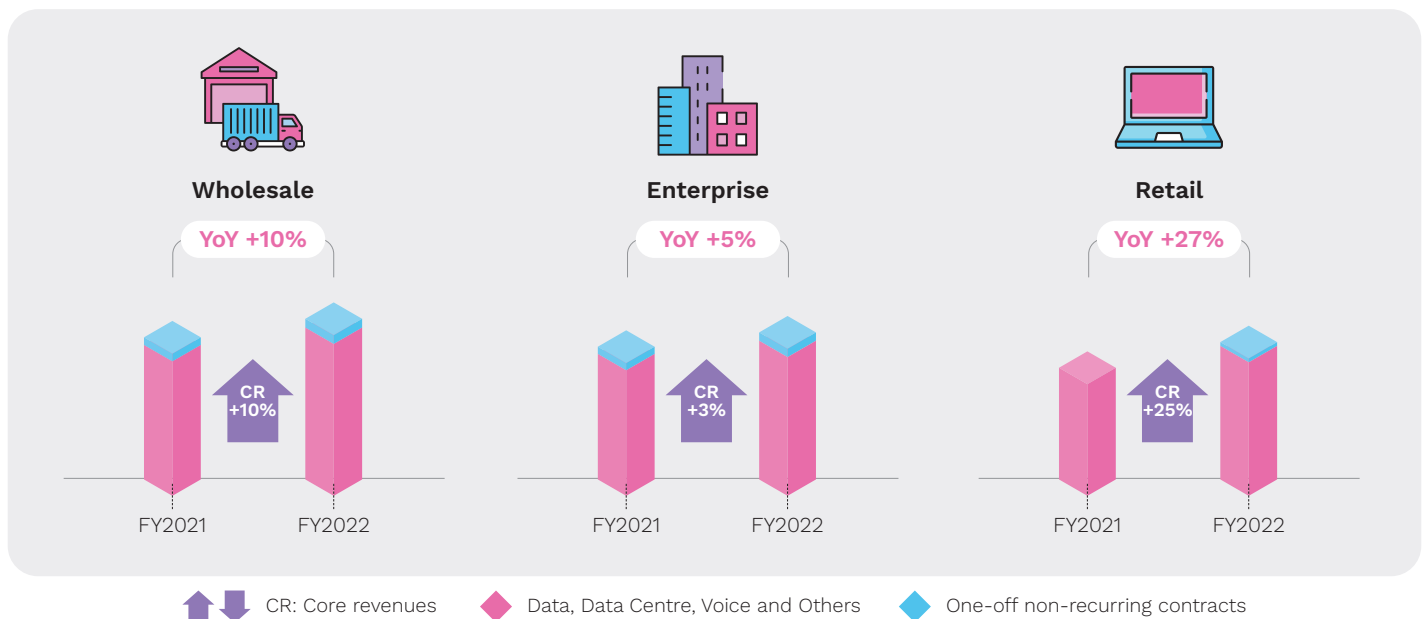 Wholesale
YoY +10%
CR
+10%
FY2021
FY2022
Enterprise
YoY +5%
CR
+3%
FY2021
FY2022
Retail
YoY +27%
CR
+25%
FY2021
FY2022
CR: Core revenues
Data, Data Centre, Voice and Others
One-off non-recurring contracts